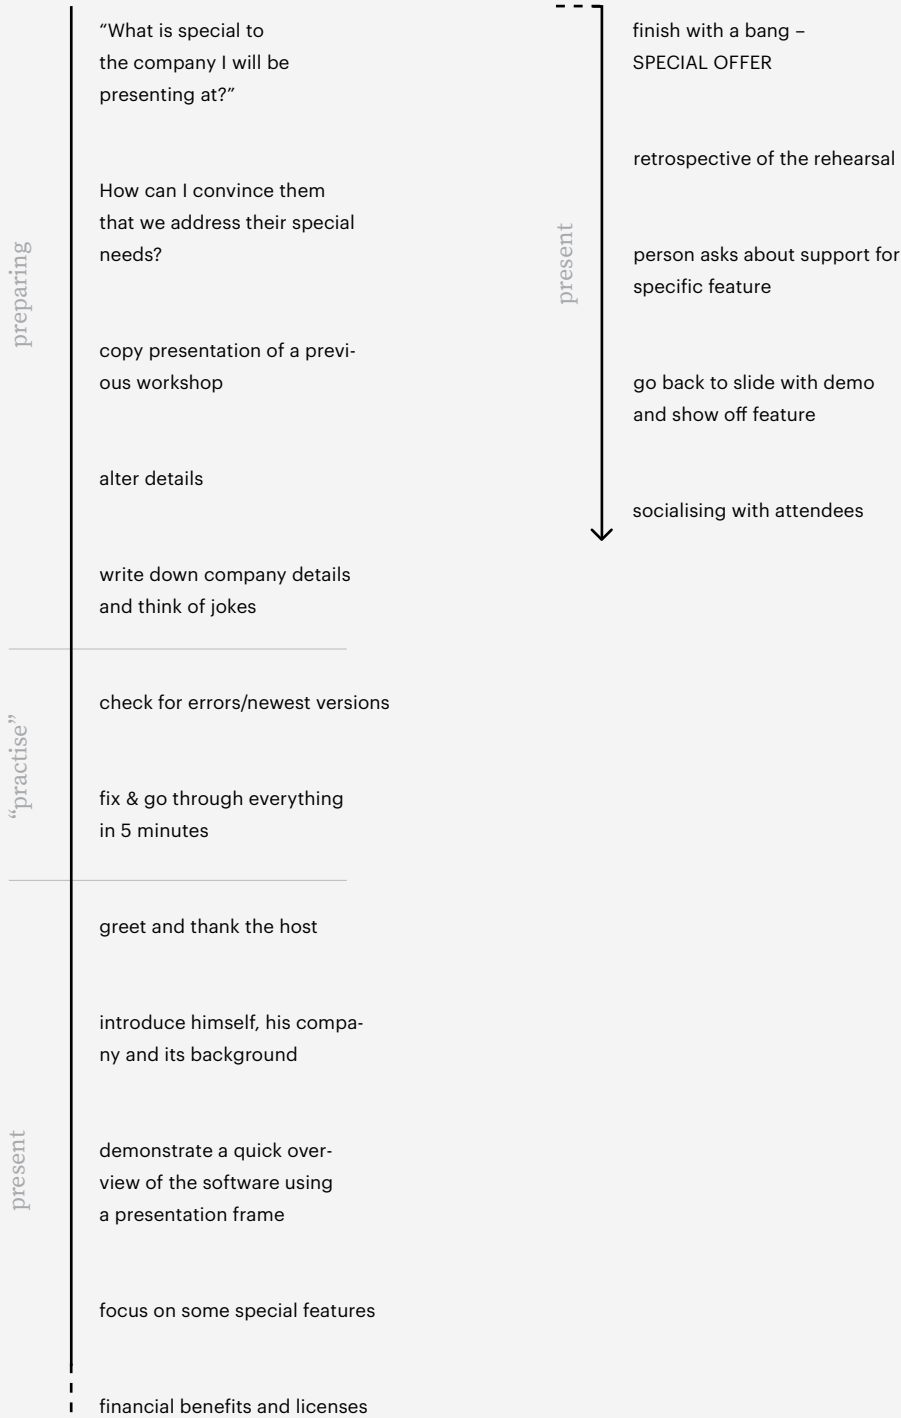 preparing
“What is special to
the company I will be
presenting at?”
How can I convince them
that we address their special
needs?
copy presentation of a previ-
ous workshop
alter details
write down company details
and think of jokes
“practise”
check for errors/newest versions
fix & go through everything
in 5 minutes
present
greet and thank the host
introduce himself, his compa-
ny and its background
demonstrate a quick over-
view of the software using
a presentation frame
focus on some special features
financial benefits and licenses
present
finish with a bang –
SPECIAL OFFER
retrospective of the rehearsal
person asks about support for
specific feature
go back to slide with demo
and show off feature
socialising with attendees